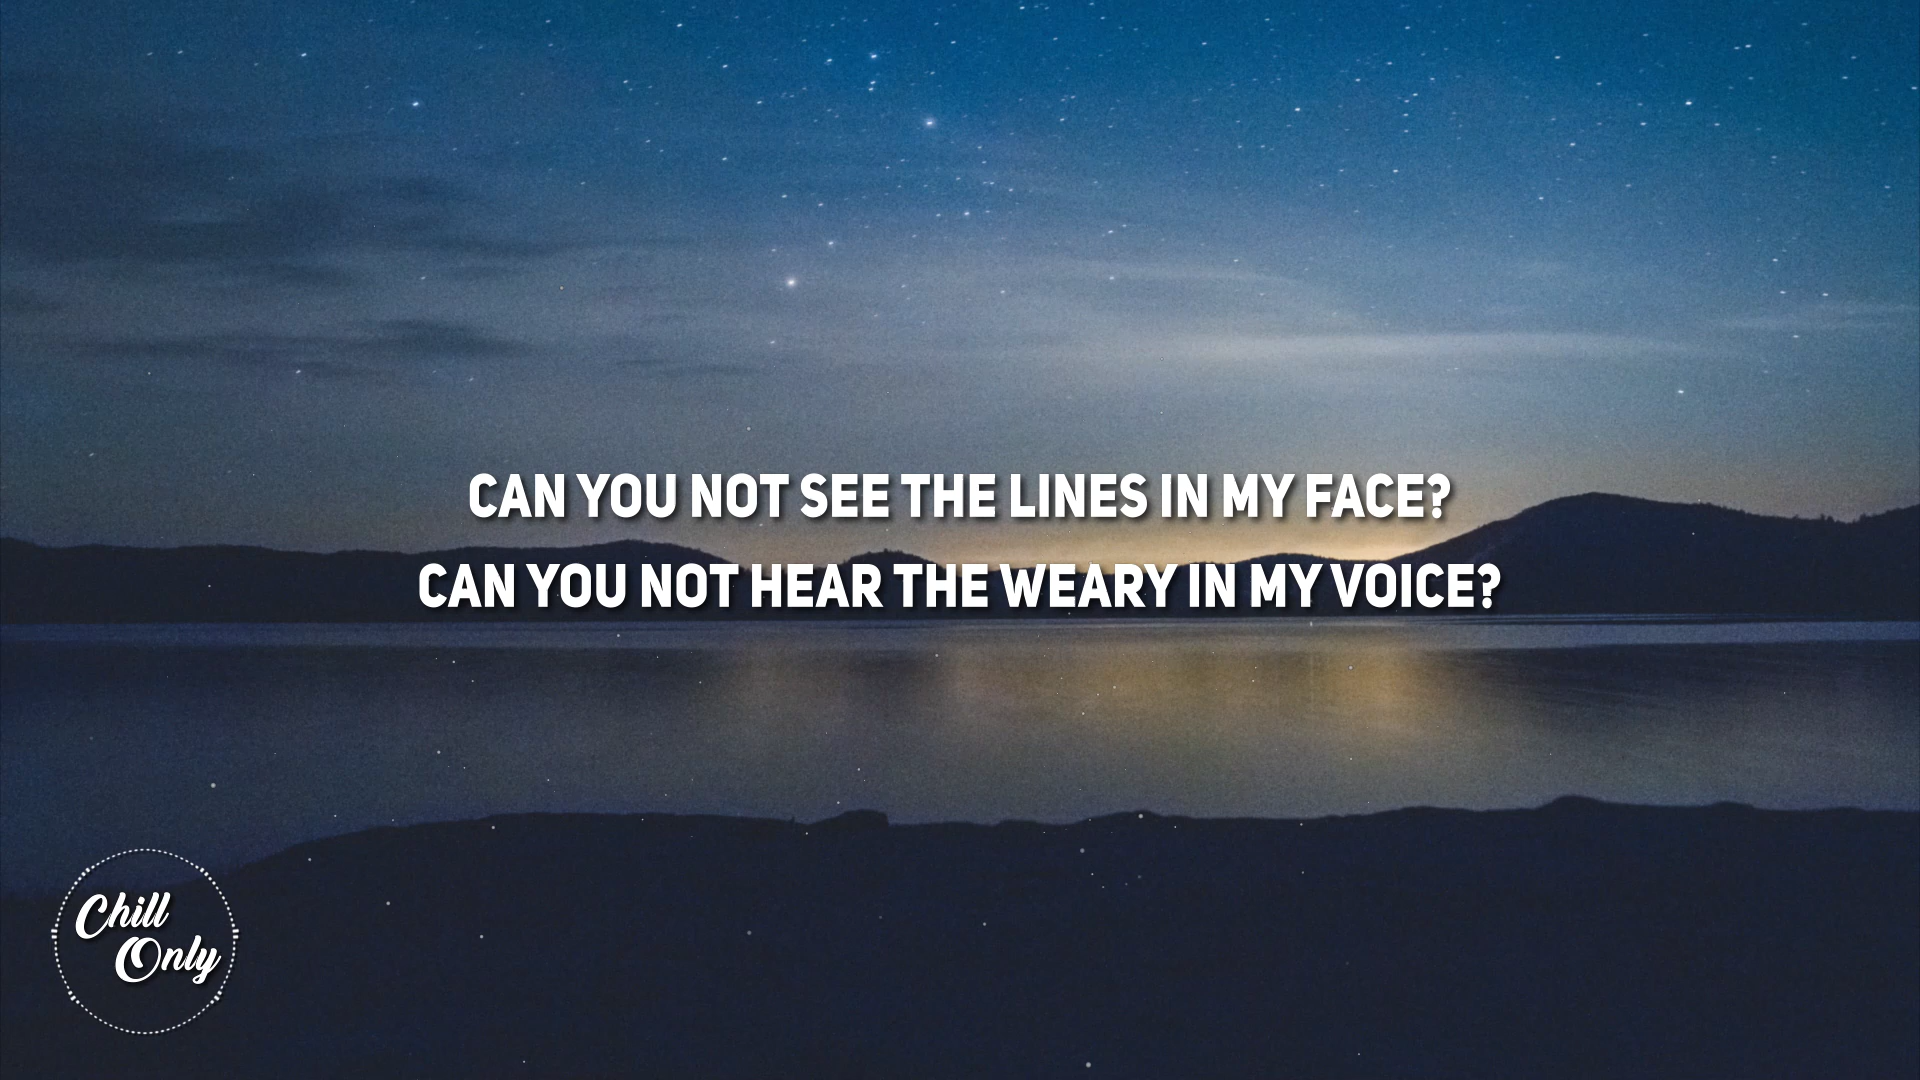 CAN YOU NOT SEE THE LINES IN MY FACE?
CAN YOU NOT HEAR THE WEARY IN MY VOICE?
Chill
Only